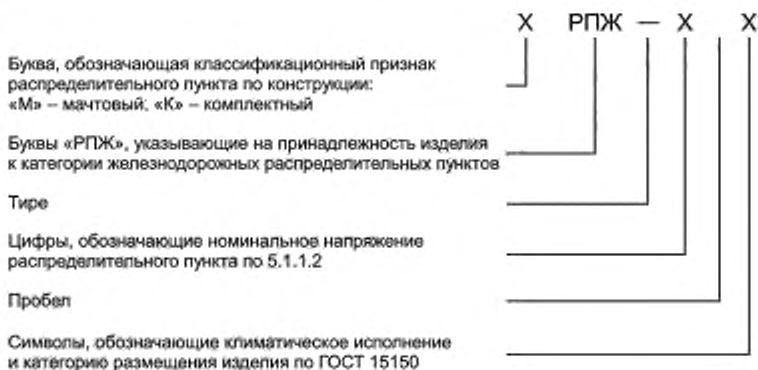 Х РПЖ — Х Х
Буква, обозначающая классификационный признак
распределительного пункта по конструкции:
«М» – мачтовый; «К» – комплектный
Буквы «РПЖ», указывающие на принадлежность изделия
к категории железнодорожных распределительных пунктов
Тире
Цифры, обозначающие номинальное напряжение
распределительного пункта по 5.1.1.2
Пробел
Символы, обозначающие климатическое исполнение
и категорию размещения изделия по ГОСТ 15150